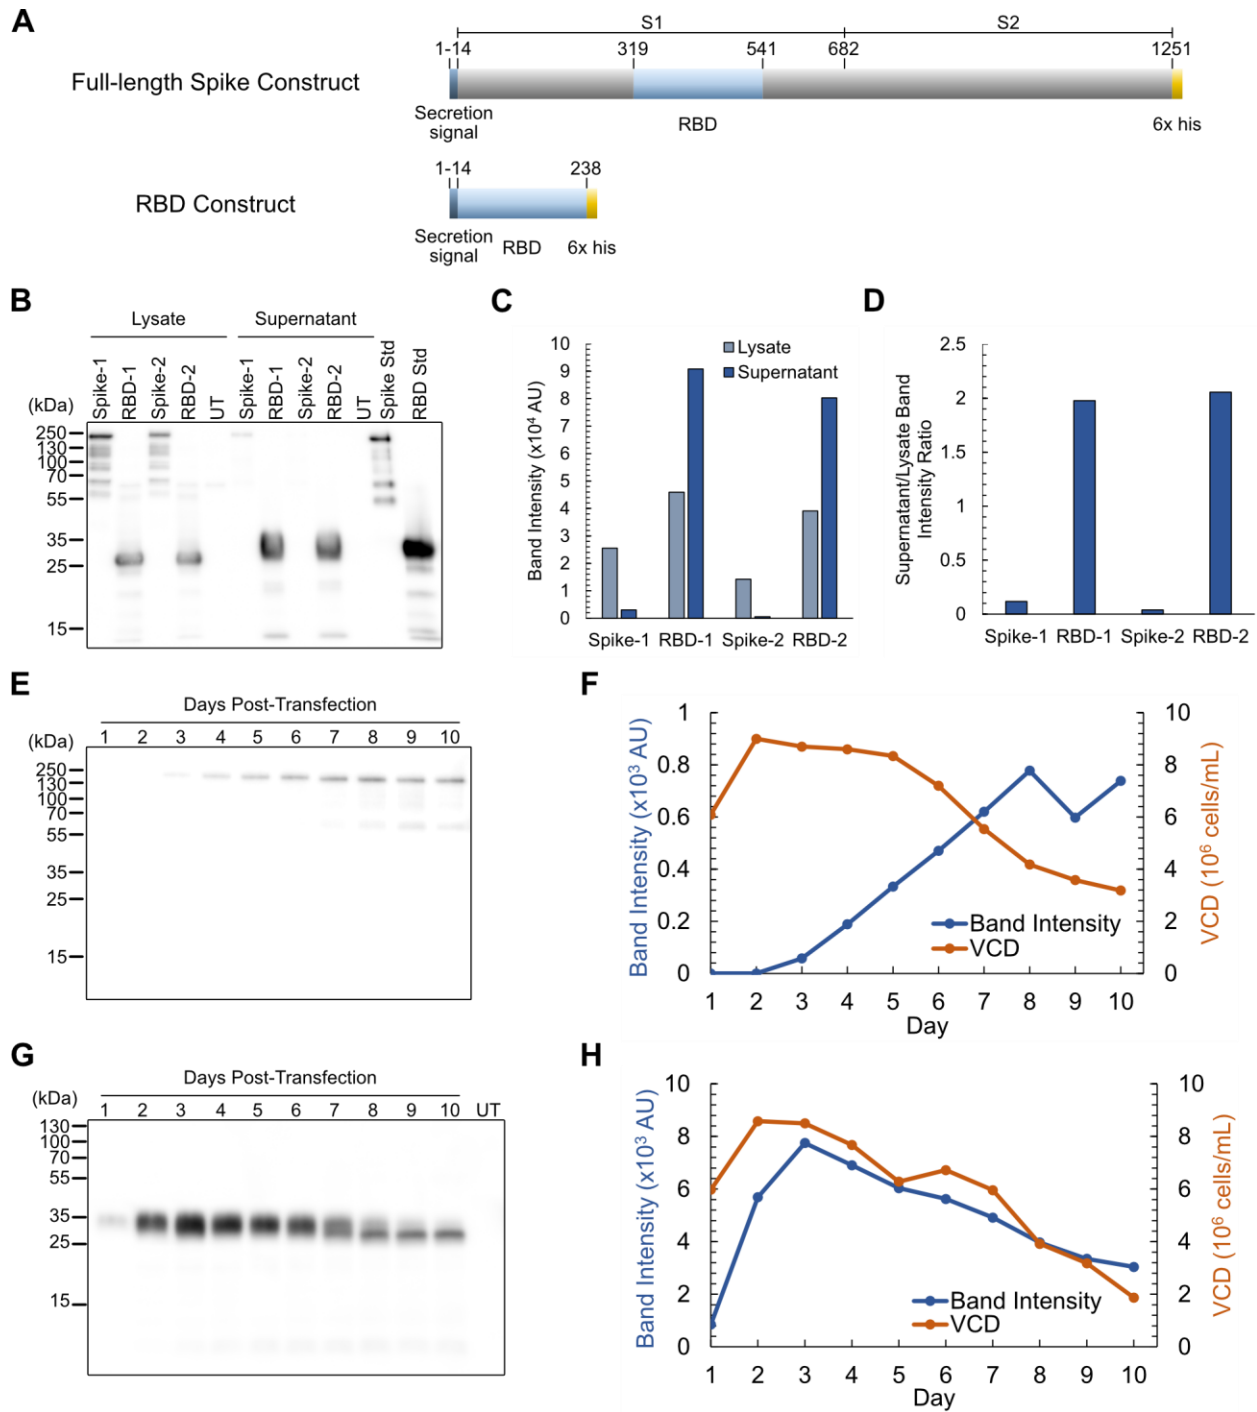 A
S1 S2
1-14 319 541 682 1251
Full-length Spike Construct
Secretion
signal
RBD
6x his
1-14 238
RBD Construct
Secretion
signal
RBD
6x his
B
Lysate Supernatant
(kDa)
Spike-1
RBD-1
Spike-2
RBD-2
UT
Spike-1
RBD-1
Spike-2
RBD-2
UT
Spike Std
RBD Std
250
130
100
70
55
35
25
15
C
Band Intensity (x10⁴ AU)
10
9
8
7
6
5
4
3
2
1
0
Lysate
Supernatant
Spike-1 RBD-1 Spike-2 RBD-2
D
Supernatant/Lysate Band
Intensity Ratio
2.5
2
1.5
1
0.5
0
Spike-1 RBD-1 Spike-2 RBD-2
E
Days Post-Transfection
(kDa)
1 2 3 4 5 6 7 8 9 10
250
130
100
70
55
35
25
15
F
Band Intensity (x10³ AU)
1
0.8
0.6
0.4
0.2
0
Band Intensity
VCD
10
8
6
4
2
0
VCD (10⁶ cells/mL)
1 2 3 4 5 6 7 8 9 10
Day
G
Days Post-Transfection
(kDa)
1 2 3 4 5 6 7 8 9 10 UT
130
100
70
55
35
25
15
H
Band Intensity (x10³ AU)
10
8
6
4
2
0
Band Intensity
VCD
10
8
6
4
2
0
VCD (10⁶ cells/mL)
1 2 3 4 5 6 7 8 9 10
Day